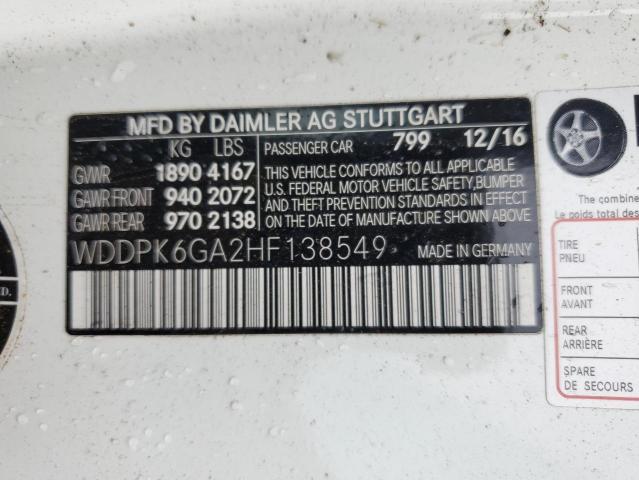 MFD BY DAIMLER AG STUTTGART
KG LBS
GVWR 1890 4167
GAWR FRONT 940 2072
GAWR REAR 970 2138
PASSENGER CAR 799 12/16
THIS VEHICLE CONFORMS TO ALL APPLICABLE
U.S. FEDERAL MOTOR VEHICLE SAFETY, BUMPER
AND THEFT PREVENTION STANDARDS IN EFFECT
ON THE DATE OF MANUFACTURE SHOWN ABOVE
WDDPK6GA2HF138549 MADE IN GERMANY
The combine
Le poids total des
TIRE
PNEU
FRONT
AVANT
REAR
ARRIÈRE
SPARE
DE SECOURS